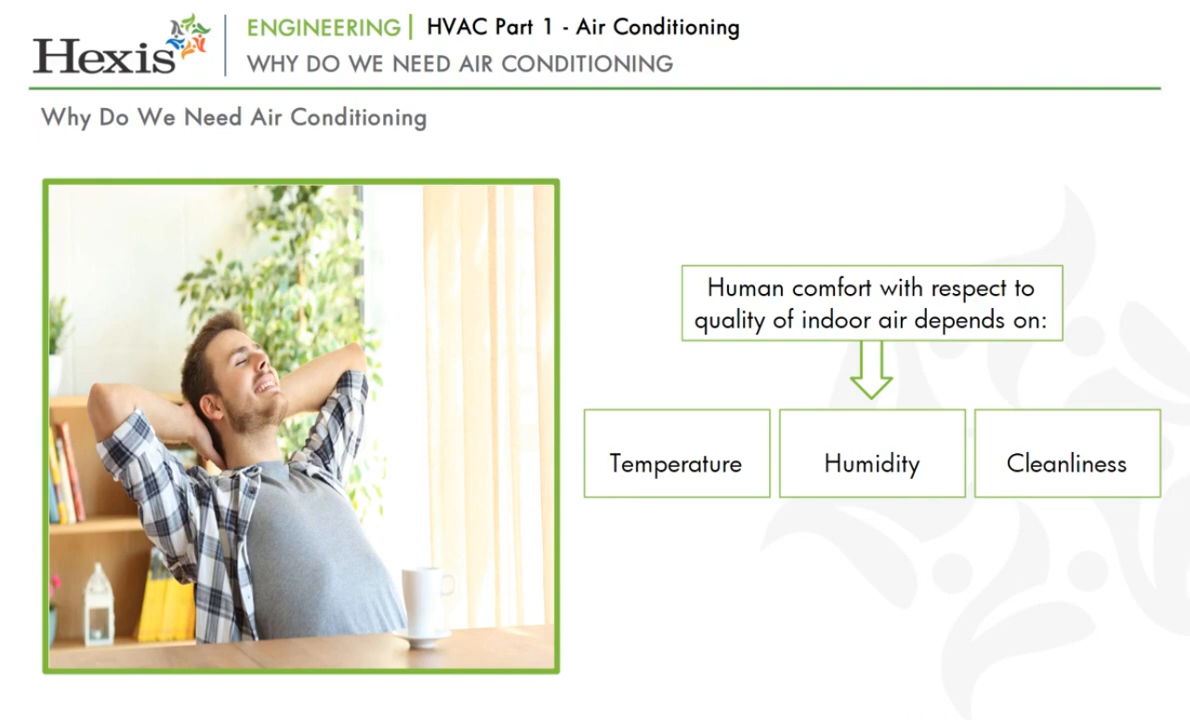 Hexis
ENGINEERING| HVAC Part 1 - Air Conditioning
WHY DO WE NEED AIR CONDITIONING
Why Do We Need Air Conditioning
Human comfort with respect to
quality of indoor air depends on:
Temperature
Humidity
Cleanliness